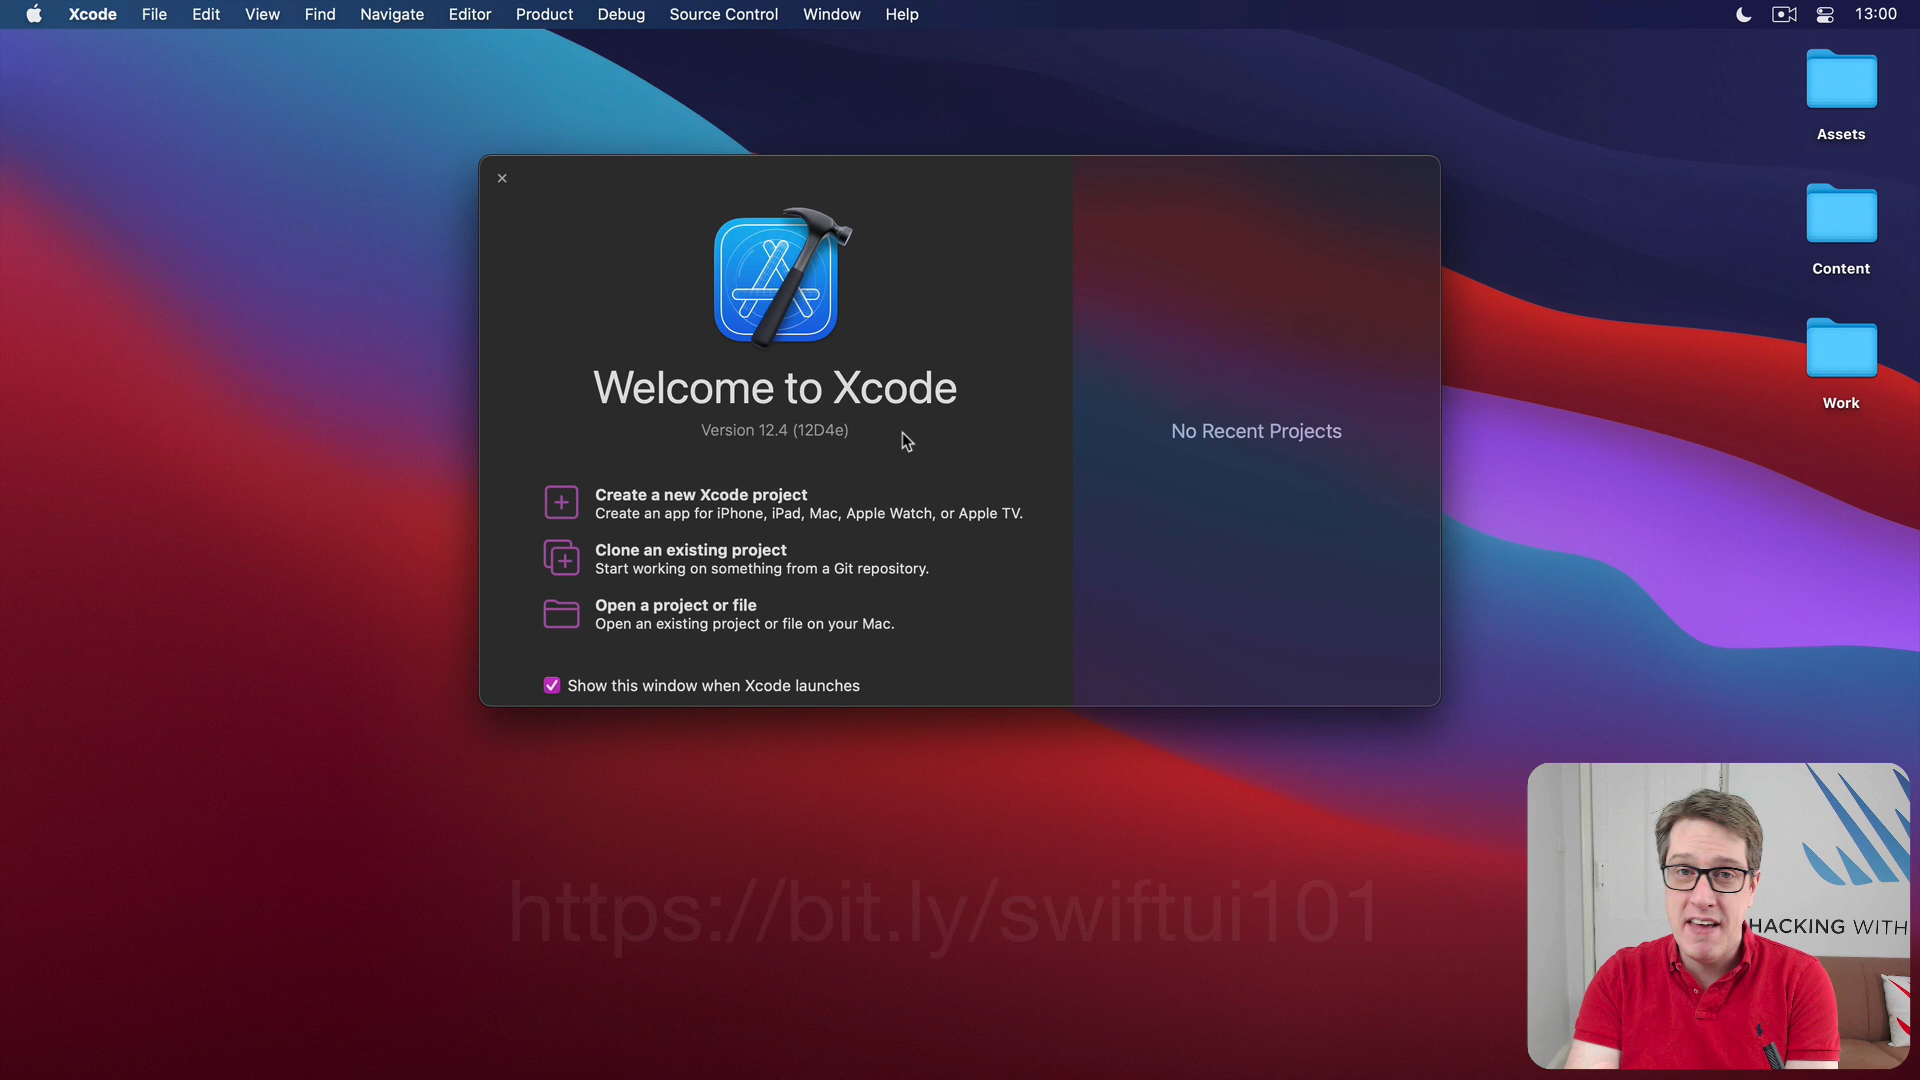 Xcode File Edit View Find Navigate Editor Product Debug Source Control Window Help 13:00
Assets
Content
Work
Welcome to Xcode
Version 12.4 (12D4e)
Create a new Xcode project
Create an app for iPhone, iPad, Mac, Apple Watch, or Apple TV.
Clone an existing project
Start working on something from a Git repository.
Open a project or file
Open an existing project or file on your Mac.
Show this window when Xcode launches
No Recent Projects
https://bit.ly/swiftui101
HACKING WITH